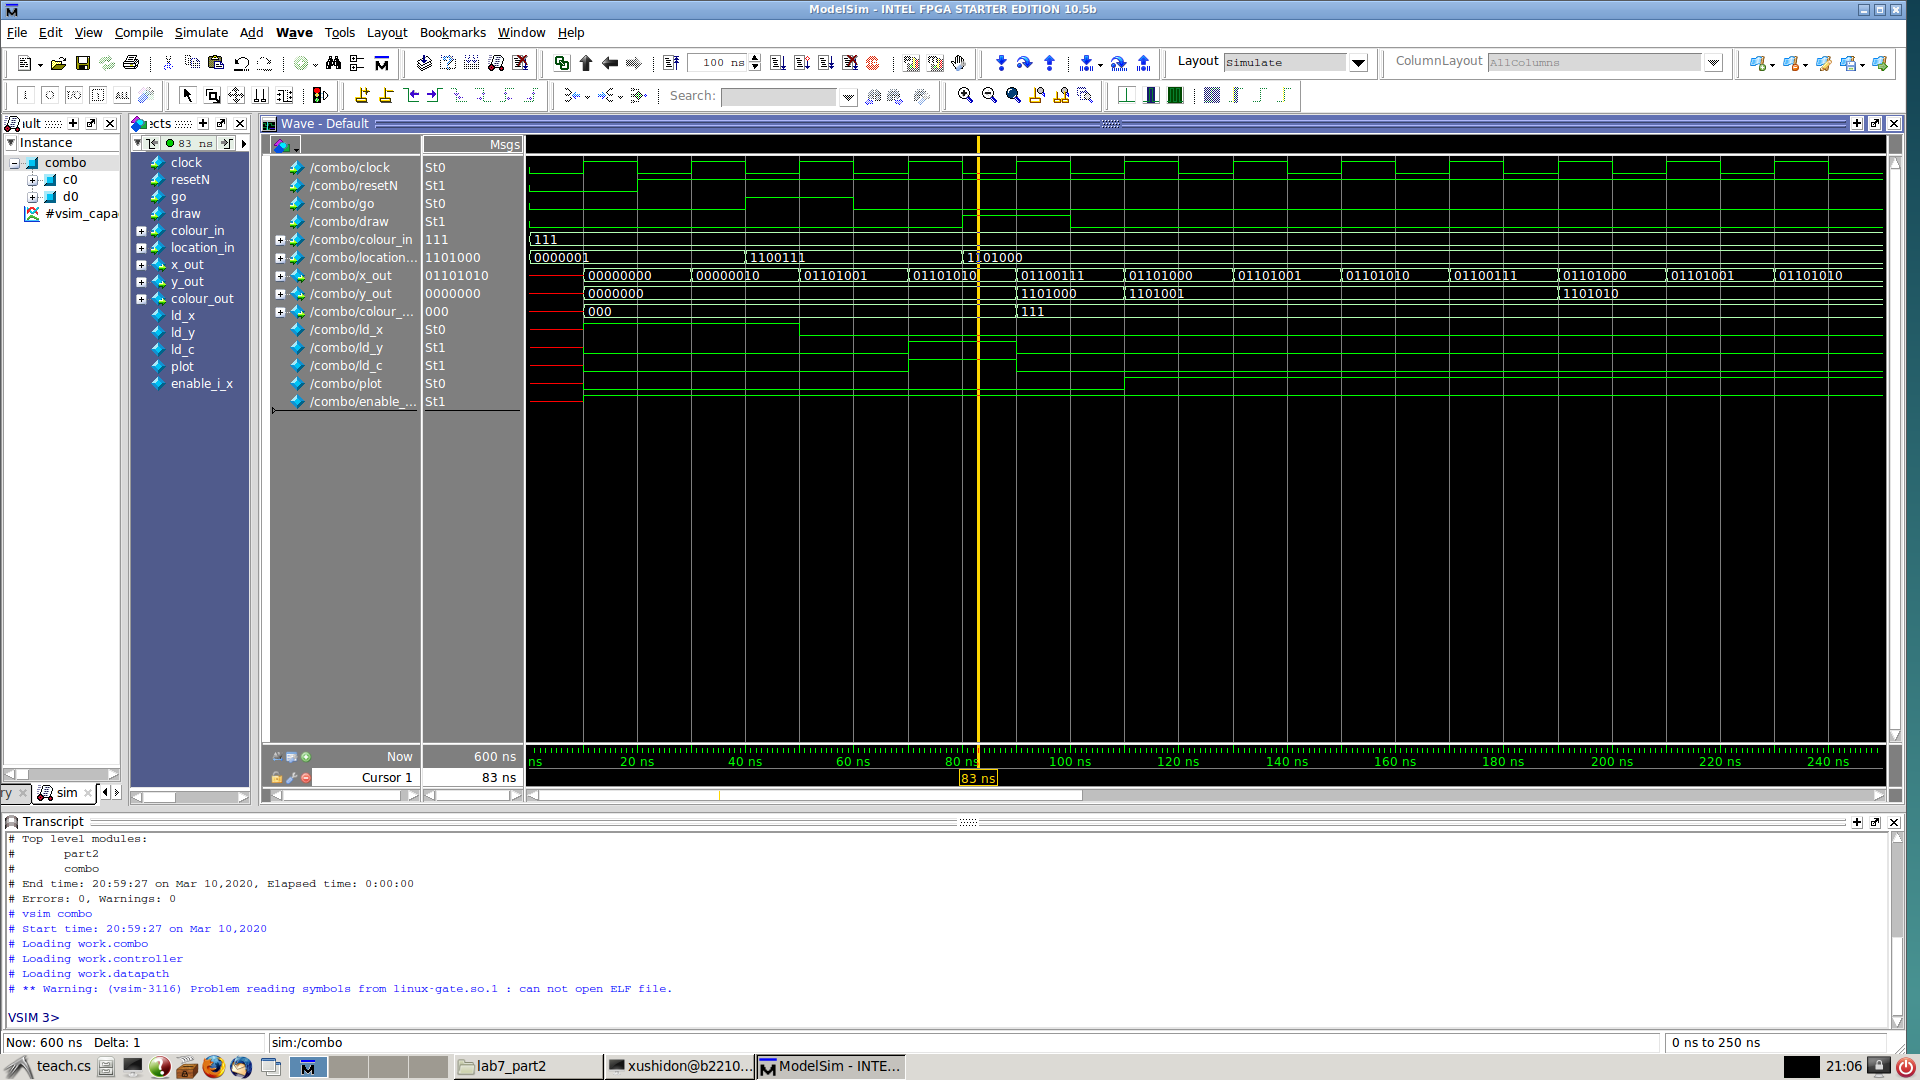 ModelSim - INTEL FPGA STARTER EDITION 10.5b
File Edit View Compile Simulate Add Wave Tools Layout Bookmarks Window Help
100 ns Layout Simulate ColumnLayout AllColumns
Search:
ault ects Wave - Default
Instance 83 ns Msgs
combo
c0
d0
#vsim_capa
clock
resetN
go
draw
colour_in
location_in
x_out
y_out
colour_out
ld_x
ld_y
ld_c
plot
enable_i_x
/combo/clock St0
/combo/resetN St1
/combo/go St0
/combo/draw St1
/combo/colour_in 111 111
/combo/location... 1101000 0000001 1100111 1101000
/combo/x_out 01101010 00000000 00000010 01101001 01101010 01100111 01101000 01101001 01101010 01100111 01101000 01101001 01101010
/combo/y_out 0000000 0000000 1101000 1101001 1101010
/combo/colour_... 000 000 111
/combo/ld_x St0
/combo/ld_y St1
/combo/ld_c St1
/combo/plot St0
/combo/enable_... St1
Now 600 ns ns 20 ns 40 ns 60 ns 80 ns 100 ns 120 ns 140 ns 160 ns 180 ns 200 ns 220 ns 240 ns
Cursor 1 83 ns 83 ns
ry sim
Transcript
# Top level modules:
# part2
# combo
# End time: 20:59:27 on Mar 10,2020, Elapsed time: 0:00:00
# Errors: 0, Warnings: 0
# vsim combo
# Start time: 20:59:27 on Mar 10,2020
# Loading work.combo
# Loading work.controller
# Loading work.datapath
# ** Warning: (vsim-3116) Problem reading symbols from linux-gate.so.1 : can not open ELF file.
VSIM 3>
Now: 600 ns Delta: 1 sim:/combo 0 ns to 250 ns
teach.cs lab7_part2 xushidon@b2210... ModelSim - INTE... 21:06